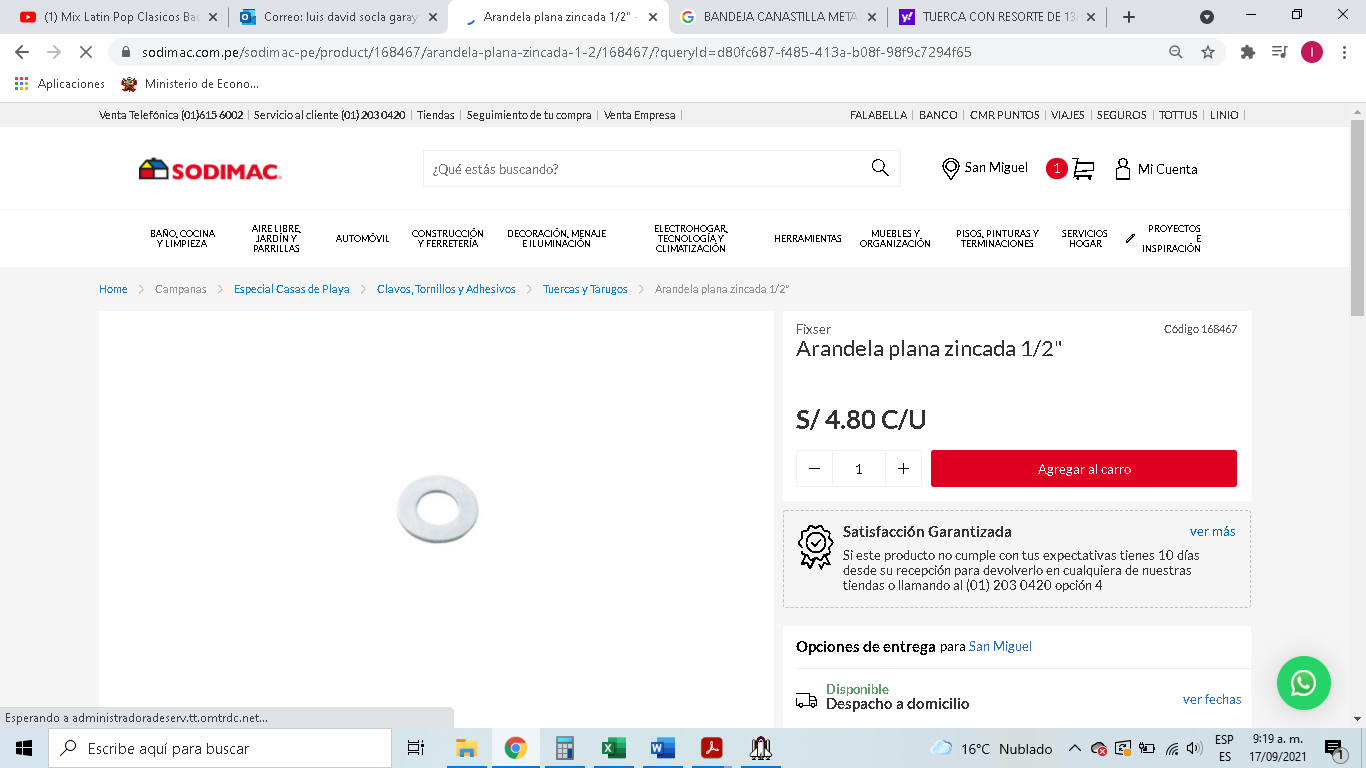 (1) Mix Latin Pop Clasicos Ba
Correo: luis david socla garay
Arandela plana zincada 1/2" -
BANDEJA CANASTILLA META
TUERCA CON RESORTE DE 13
sodimac.com.pe/sodimac-pe/product/168467/arandela-plana-zincada-1-2/168467/?queryId=d80fc687-f485-413a-b08f-98f9c7294f65
I
Aplicaciones
Ministerio de Econo...
Venta Telefónica (01)615 6002 | Servicio al cliente (01) 203 0420 | Tiendas | Seguimiento de tu compra | Venta Empresa |
FALABELLA | BANCO | CMR PUNTOS | VIAJES | SEGUROS | TOTTUS | LINIO |
SODIMAC
¿Qué estás buscando?
San Miguel
1
Mi Cuenta
BAÑO, COCINA
Y LIMPIEZA
AIRE LIBRE,
JARDÍN Y
PARRILLAS
AUTOMÓVIL
CONSTRUCCIÓN
Y FERRETERÍA
DECORACIÓN, MENAJE
E ILUMINACIÓN
ELECTROHOGAR,
TECNOLOGÍA Y
CLIMATIZACIÓN
HERRAMIENTAS
MUEBLES Y
ORGANIZACIÓN
PISOS, PINTURAS Y
TERMINACIONES
SERVICIOS
HOGAR
PROYECTOS
E
INSPIRACIÓN
Home > Campanas > Especial Casas de Playa > Clavos, Tornillos y Adhesivos > Tuercas y Tarugos > Arandela plana zincada 1/2"
Fixser
Código 168467
Arandela plana zincada 1/2"
S/ 4.80 C/U
− 1 +
Agregar al carro
Satisfacción Garantizada
ver más
Si este producto no cumple con tus expectativas tienes 10 días
desde su recepción para devolverlo en cualquiera de nuestras
tiendas o llamando al (01) 203 0420 opción 4
Opciones de entrega para San Miguel
Disponible
Despacho a domicilio
ver fechas
Esperando a administradoradeserv.tt.omtrdc.net...
Escribe aquí para buscar
16°C Nublado
ESP
ES
9:19 a. m.
17/09/2021
1